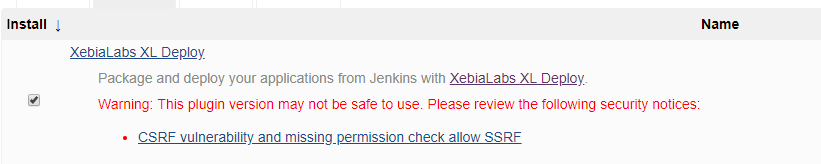 Install ↓ Name
XebiaLabs XL Deploy
Package and deploy your applications from Jenkins with XebiaLabs XL Deploy.
Warning: This plugin version may not be safe to use. Please review the following security notices:
• CSRF vulnerability and missing permission check allow SSRF